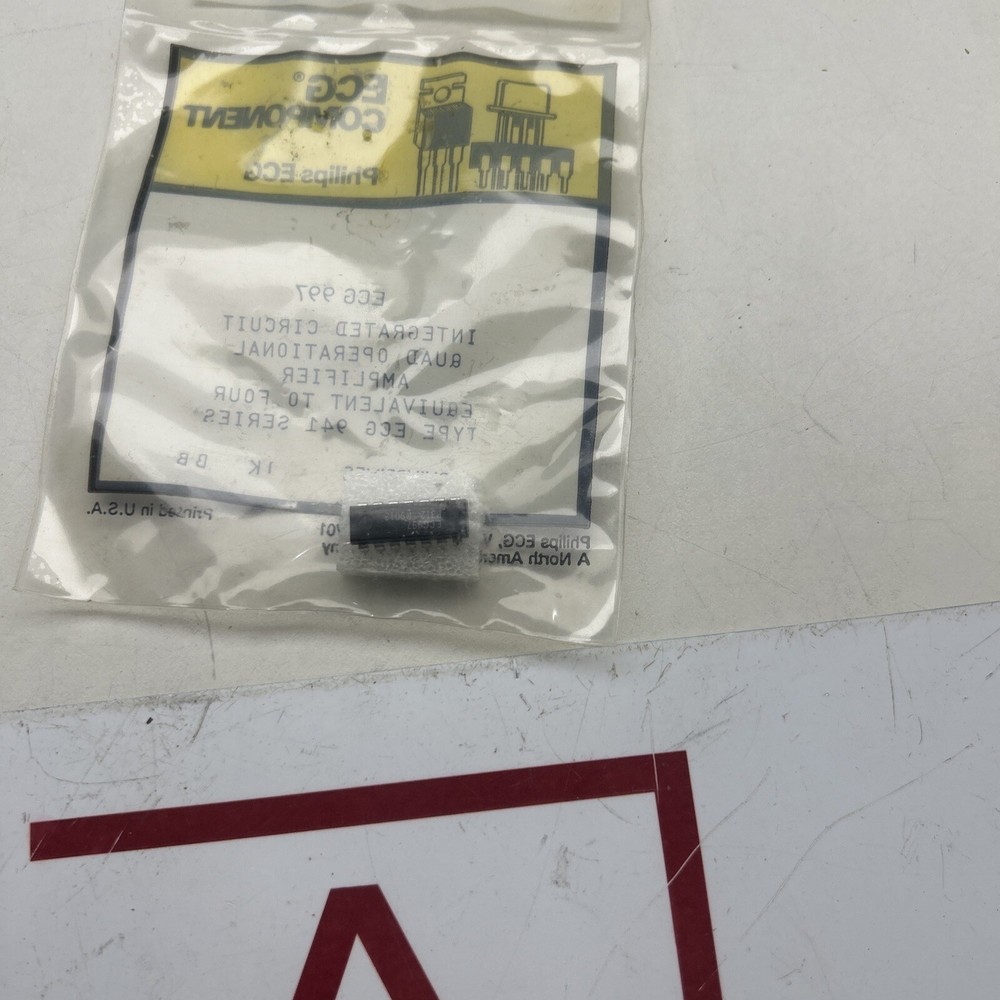 ECG®
COMPONENT
Philips ECG
ECG 997
INTEGRATED CIRCUIT
QUAD OPERATIONAL
AMPLIFIER
EQUIVALENT TO FOUR
TYPE ECG 941 SERIES
1K BB
Printed in U.S.A.
Philips ECG,
A North
A